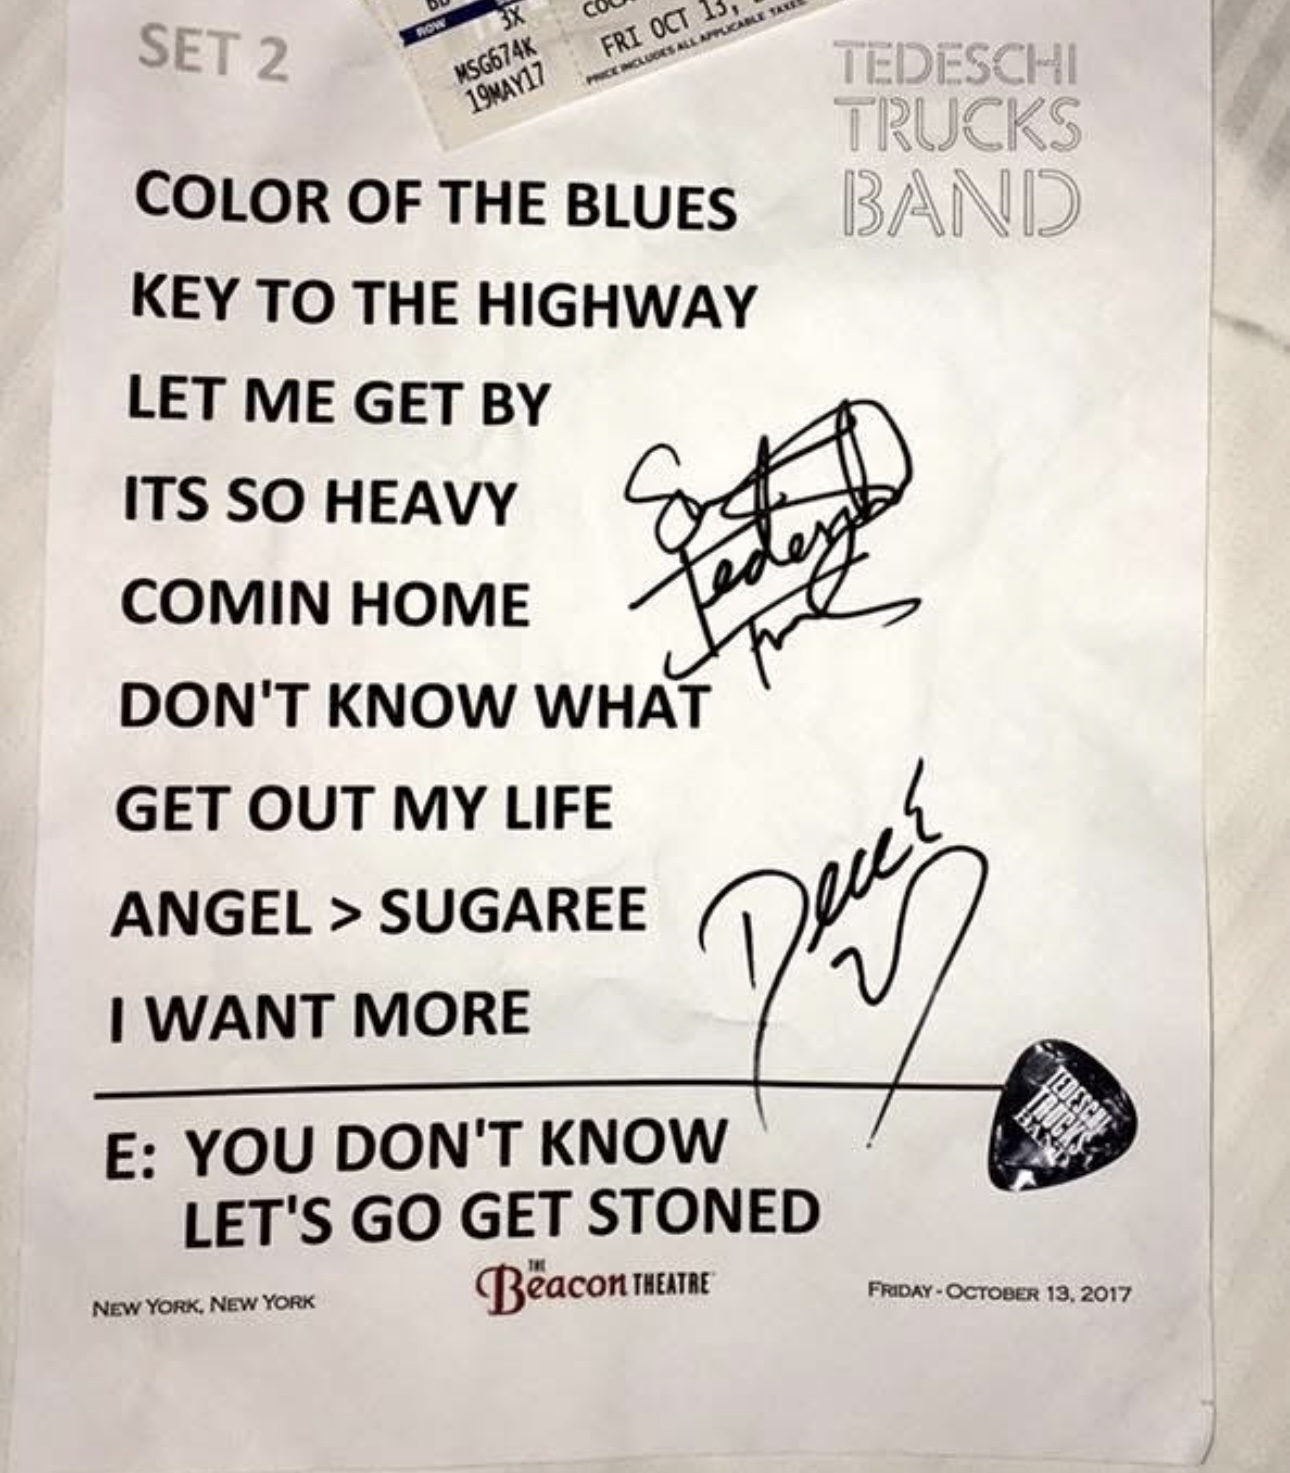 ROW
3X
MSG674K
19MAY17
FRI OCT 13,
PRICE INCLUDES ALL APPLICABLE TAXES
SET 2
TEDESCHI
TRUCKS
BAND
COLOR OF THE BLUES
KEY TO THE HIGHWAY
LET ME GET BY
ITS SO HEAVY
COMIN HOME
DON'T KNOW WHAT
GET OUT MY LIFE
ANGEL > SUGAREE
I WANT MORE
Tedeschi
Derek
TEDESCHI
TRUCKS
BAND
E: YOU DON'T KNOW
LET'S GO GET STONED
NEW YORK, NEW YORK
THE
Beacon THEATRE
FRIDAY - OCTOBER 13, 2017